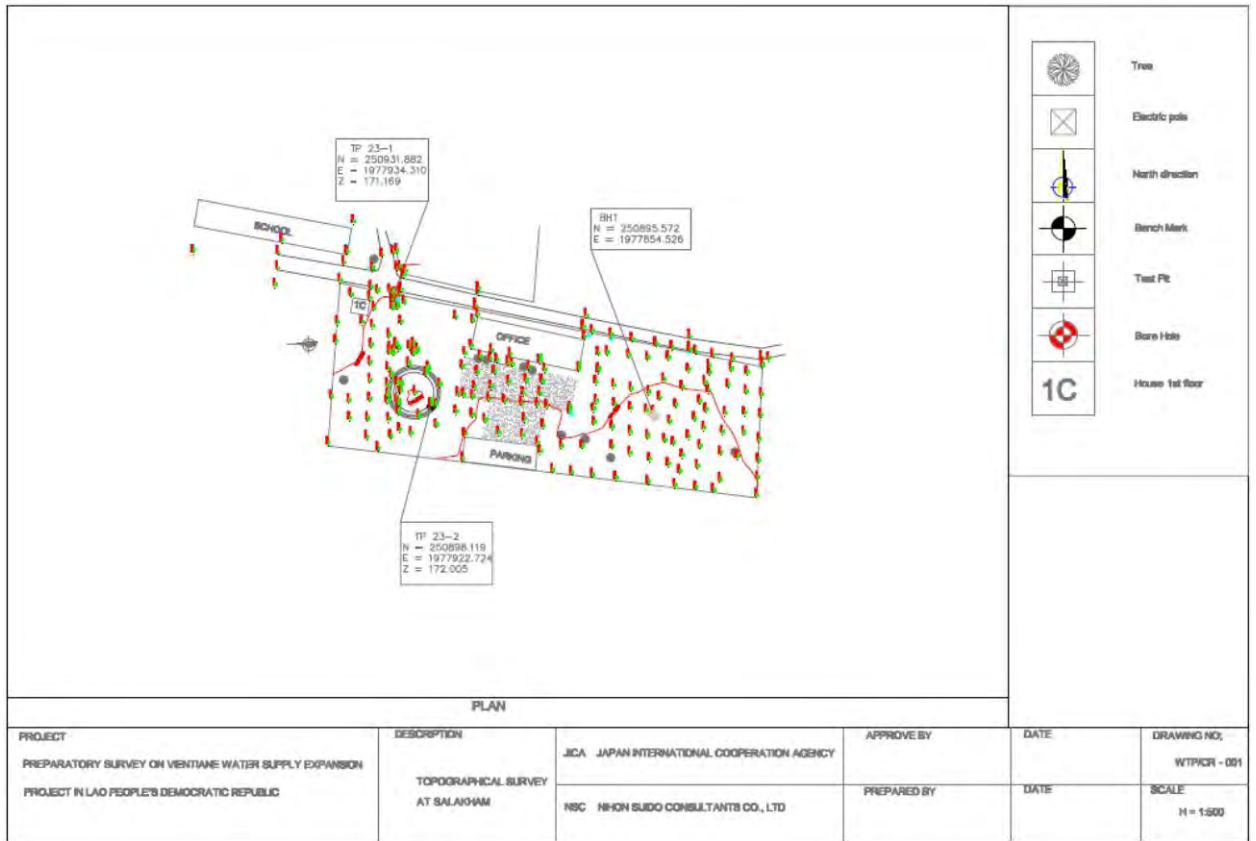 TP 23-1
N = 250931.882
E = 1977934.310
Z = 171.169
SCHOOL
BH1
N = 250895.572
E = 1977854.526
1C
OFFICE
PARKING
TP 23-2
N = 250898.119
E = 1977922.724
Z = 172.005
Tree
Electric pole
North direction
Bench Mark
Test Pit
Bore Hole
1C
House 1st floor
PLAN
PROJECT
PREPARATORY SURVEY ON VIENTIANE WATER SUPPLY EXPANSION
PROJECT IN LAO PEOPLE'S DEMOCRATIC REPUBLIC
DESCRIPTION
TOPOGRAPHICAL SURVEY
AT SALAKHAM
JICA JAPAN INTERNATIONAL COOPERATION AGENCY
NSC NIHON SUIDO CONSULTANTS CO., LTD
APPROVE BY
PREPARED BY
DATE
DATE
DRAWING NO;
WTP/CR - 001
SCALE
H = 1:500